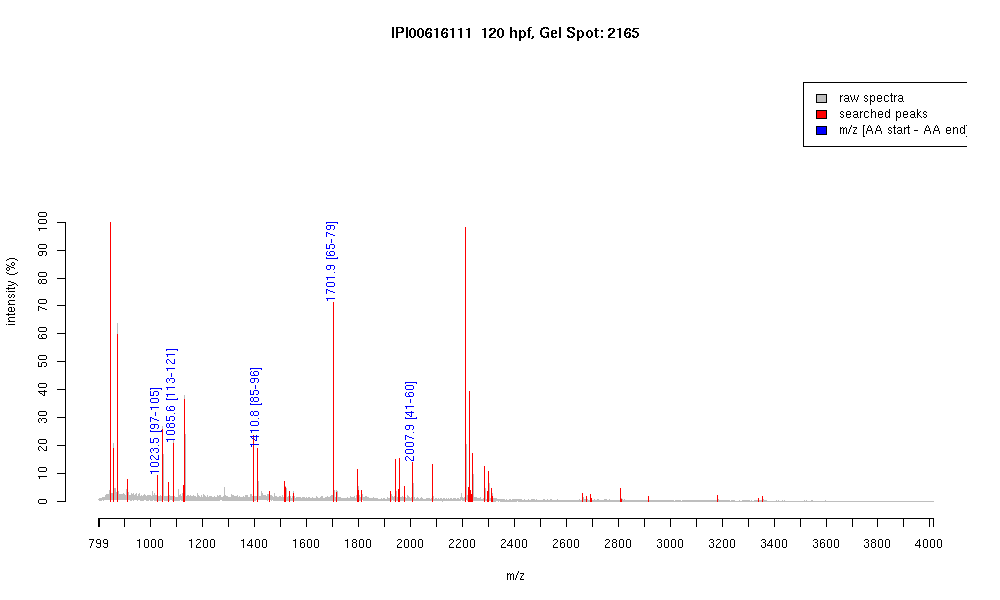 IPI00616111 120 hpf, Gel Spot: 2165
raw spectra
searched peaks
m/z [AA start - AA end]
intensity (%)
100
90
80
70
60
50
40
30
20
10
0
1023.5 [97-105]
1085.6 [113-121]
1410.8 [85-96]
1701.9 [65-79]
2007.9 [41-60]
799 1000 1200 1400 1600 1800 2000 2200 2400 2600 2800 3000 3200 3400 3600 3800 4000
m/z